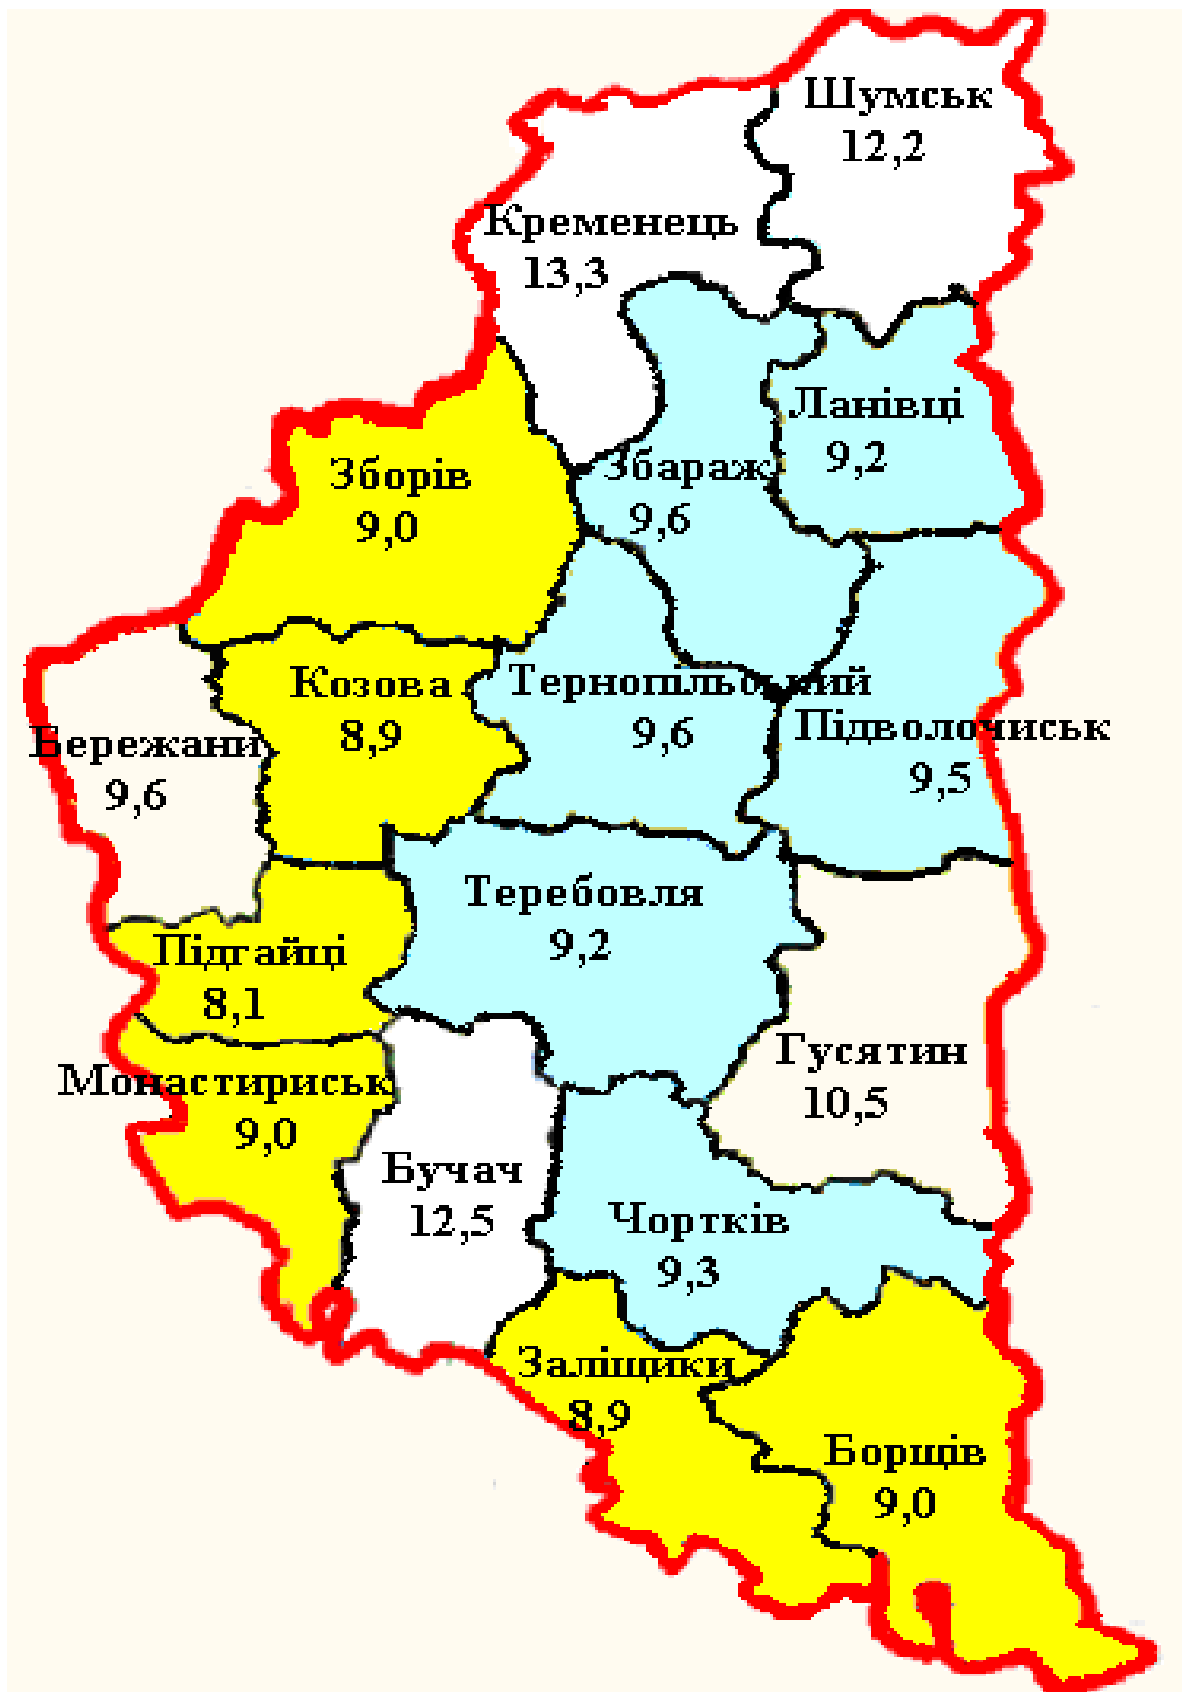 Шумськ
12,2
Кременець
13,3
Ланівці
9,2
Збараж
9,6
Зборів
9,0
Козова
8,9
Тернопільський
9,6
Підволочиськ
9,5
Бережани
9,6
Теребовля
9,2
Підгайці
8,1
Гусятин
10,5
Монастириськ
9,0
Бучач
12,5
Чортків
9,3
Заліщики
8,9
Борщів
9,0